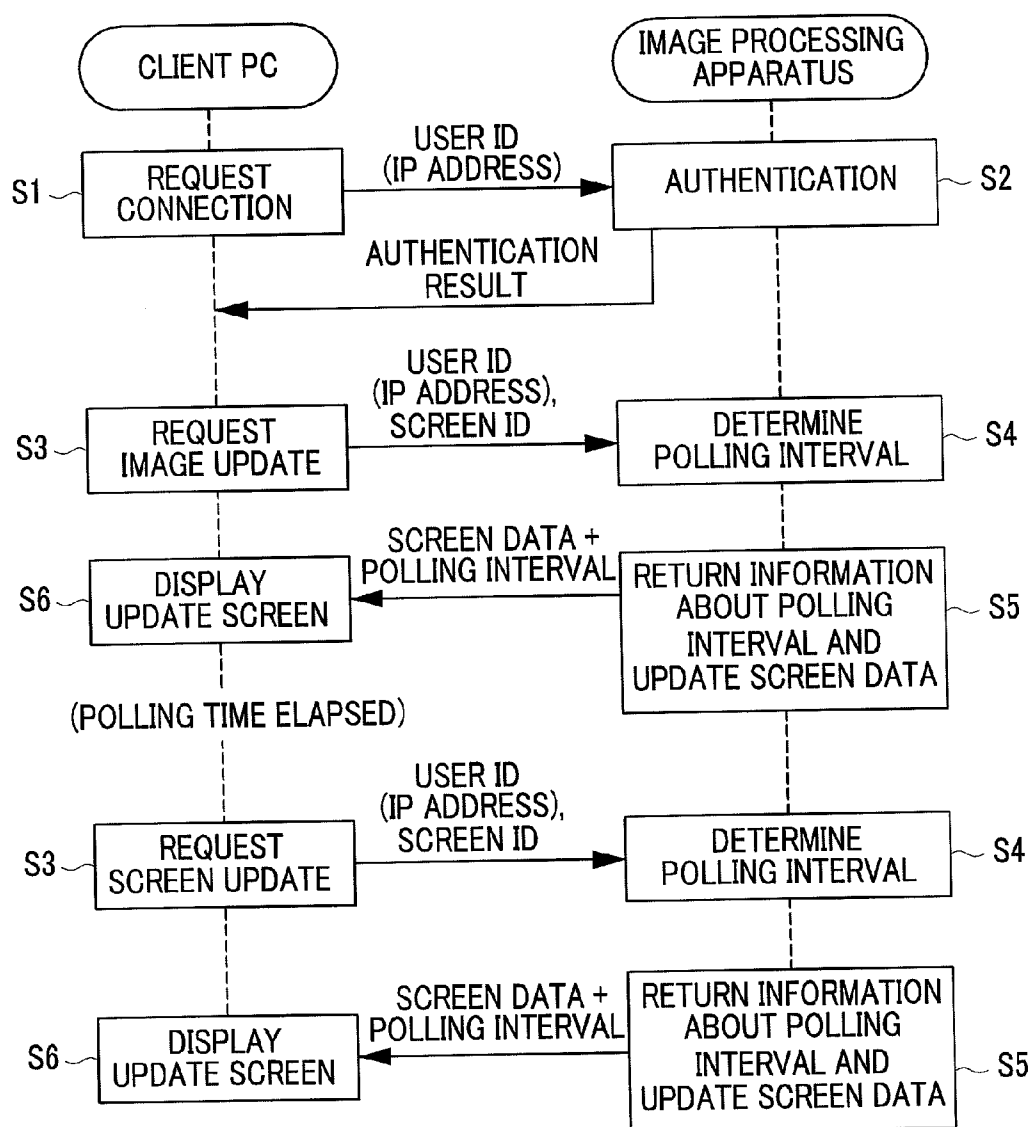 CLIENT PC
IMAGE PROCESSING
APPARATUS
S1
REQUEST
CONNECTION
USER ID
(IP ADDRESS)
AUTHENTICATION
S2
AUTHENTICATION
RESULT
S3
REQUEST
IMAGE UPDATE
USER ID
(IP ADDRESS),
SCREEN ID
DETERMINE
POLLING INTERVAL
S4
S6
DISPLAY
UPDATE SCREEN
SCREEN DATA +
POLLING INTERVAL
RETURN INFORMATION
ABOUT POLLING
INTERVAL AND
UPDATE SCREEN DATA
S5
(POLLING TIME ELAPSED)
S3
REQUEST
SCREEN UPDATE
USER ID
(IP ADDRESS),
SCREEN ID
DETERMINE
POLLING INTERVAL
S4
S6
DISPLAY
UPDATE SCREEN
SCREEN DATA +
POLLING INTERVAL
RETURN INFORMATION
ABOUT POLLING
INTERVAL AND
UPDATE SCREEN DATA
S5